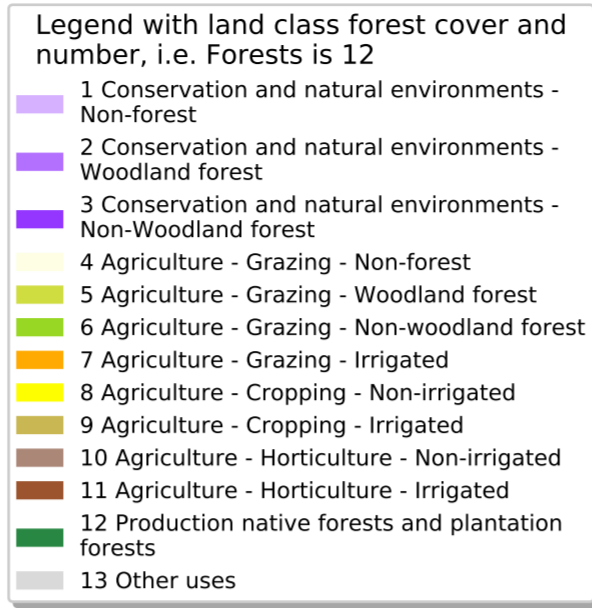 Legend with land class forest cover and
number, i.e. Forests is 12
1 Conservation and natural environments -
Non-forest
2 Conservation and natural environments -
Woodland forest
3 Conservation and natural environments -
Non-Woodland forest
4 Agriculture - Grazing - Non-forest
5 Agriculture - Grazing - Woodland forest
6 Agriculture - Grazing - Non-woodland forest
7 Agriculture - Grazing - Irrigated
8 Agriculture - Cropping - Non-irrigated
9 Agriculture - Cropping - Irrigated
10 Agriculture - Horticulture - Non-irrigated
11 Agriculture - Horticulture - Irrigated
12 Production native forests and plantation
forests
13 Other uses